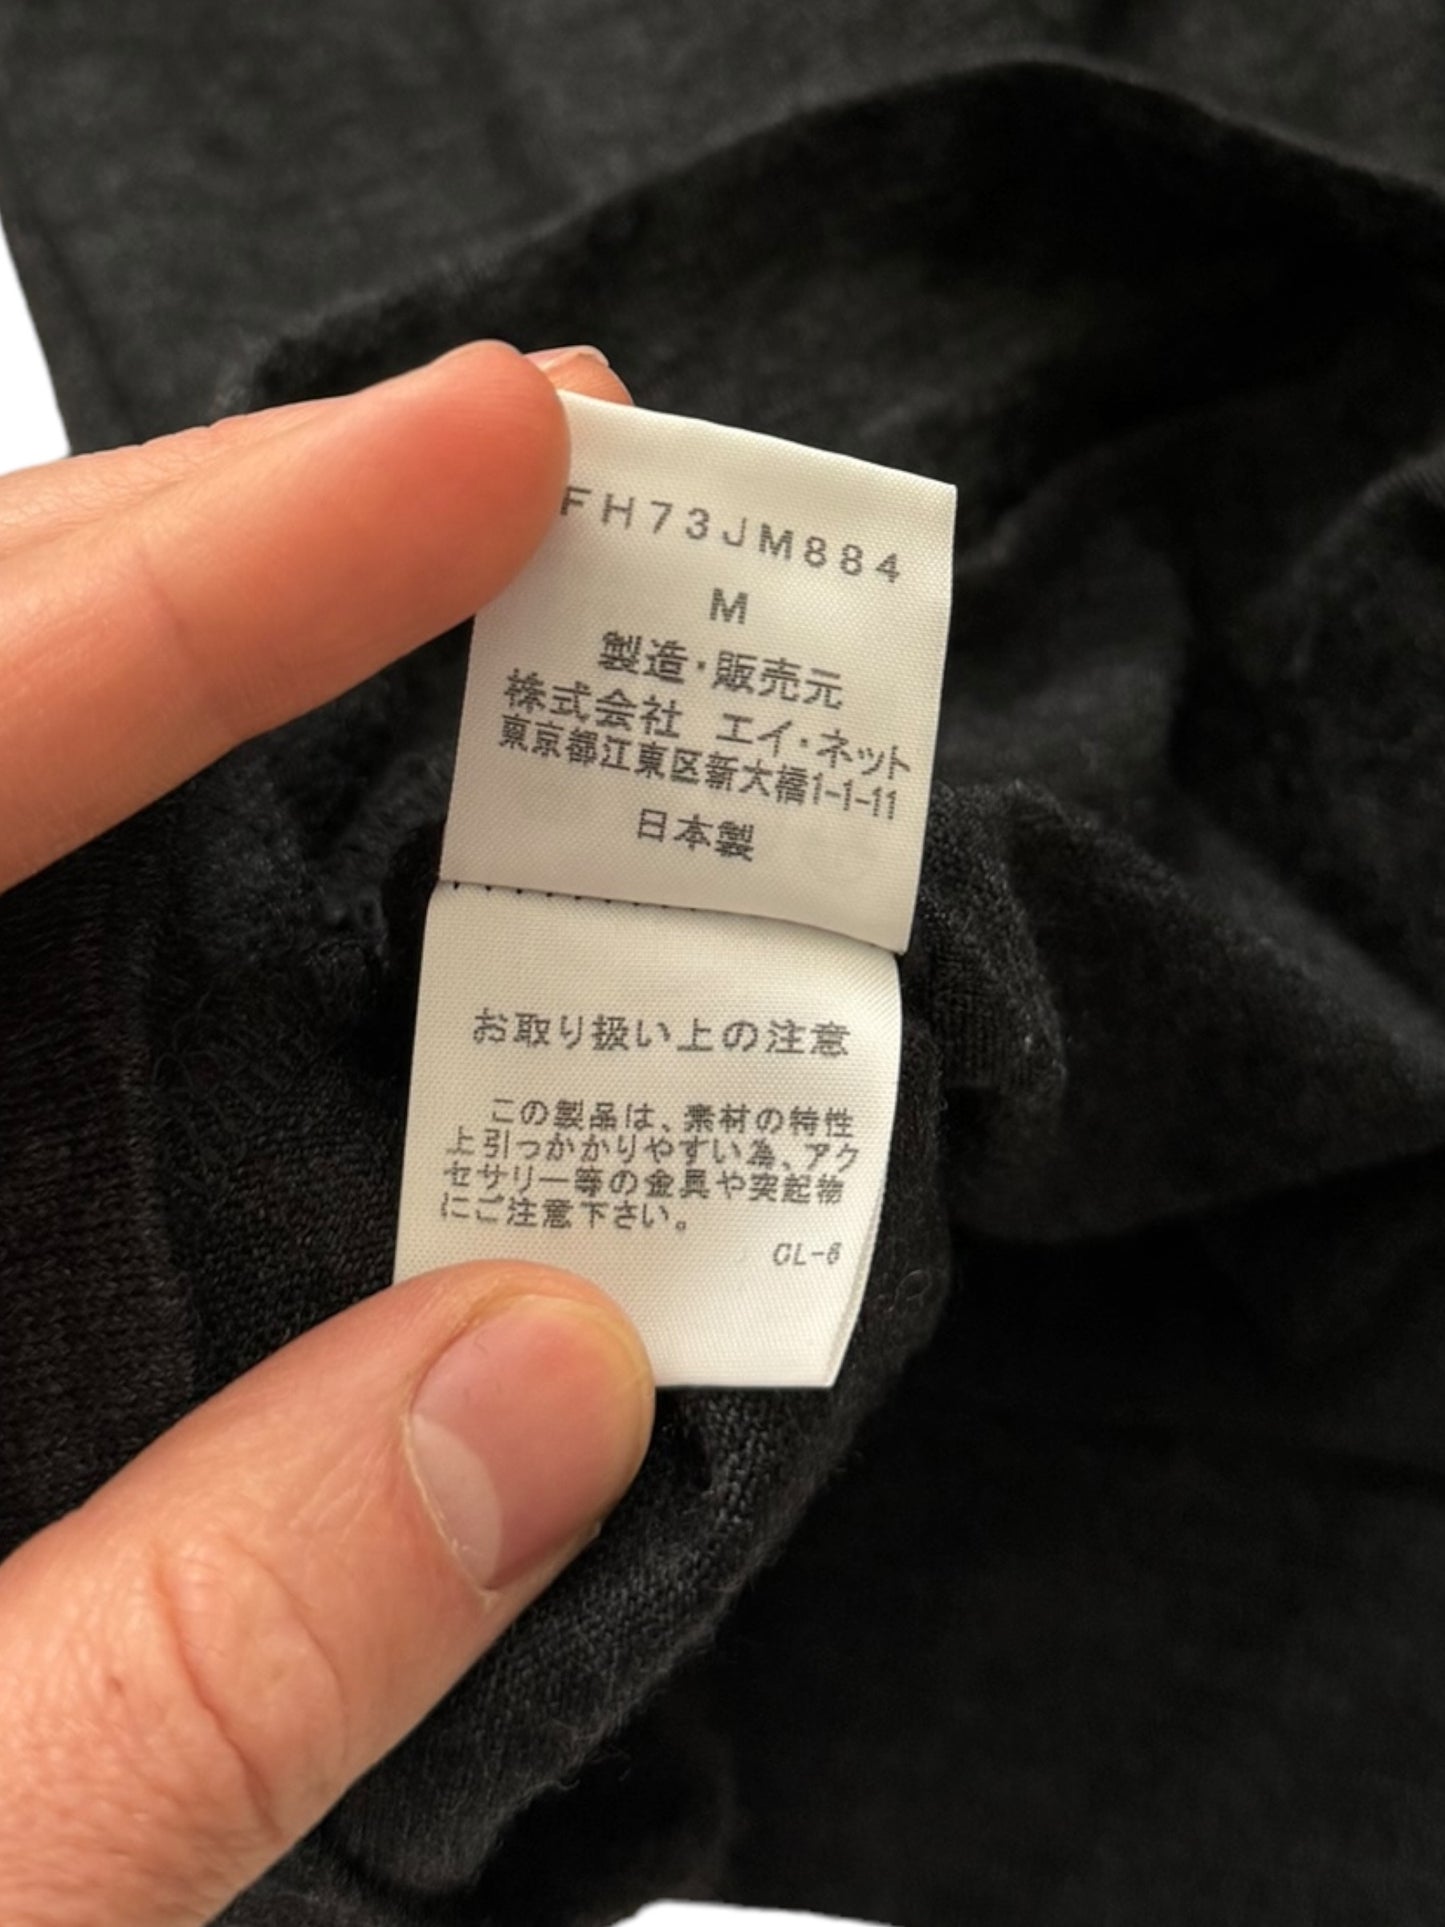 FH73JM884
M
製造・販売元
株式会社 エイ・ネット
東京都江東区新大橋1-1-11
日本製
お取り扱い上の注意
この製品は、素材の特性
上引っかかりやすい為、アク
セサリー等の金具や突起物
にご注意下さい。
CL-6